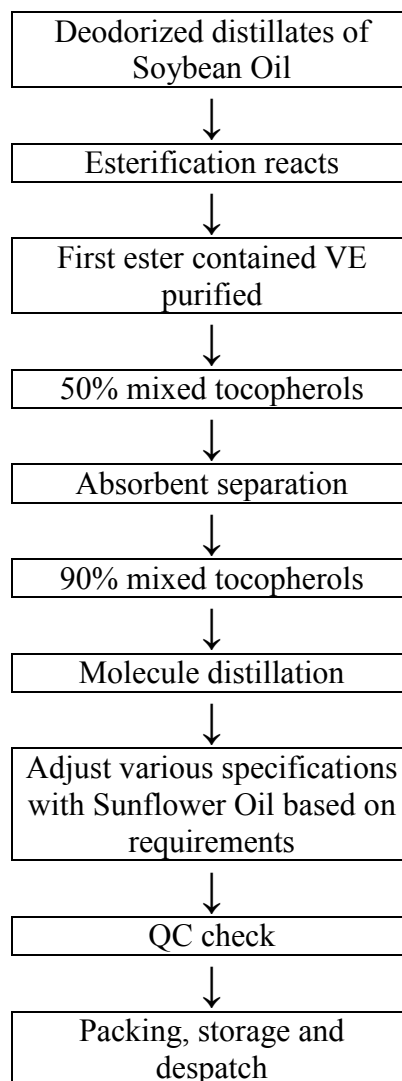 Deodorized distillates of
Soybean Oil
Esterification reacts
First ester contained VE
purified
50% mixed tocopherols
Absorbent separation
90% mixed tocopherols
Molecule distillation
Adjust various specifications
with Sunflower Oil based on
requirements
QC check
Packing, storage and
despatch